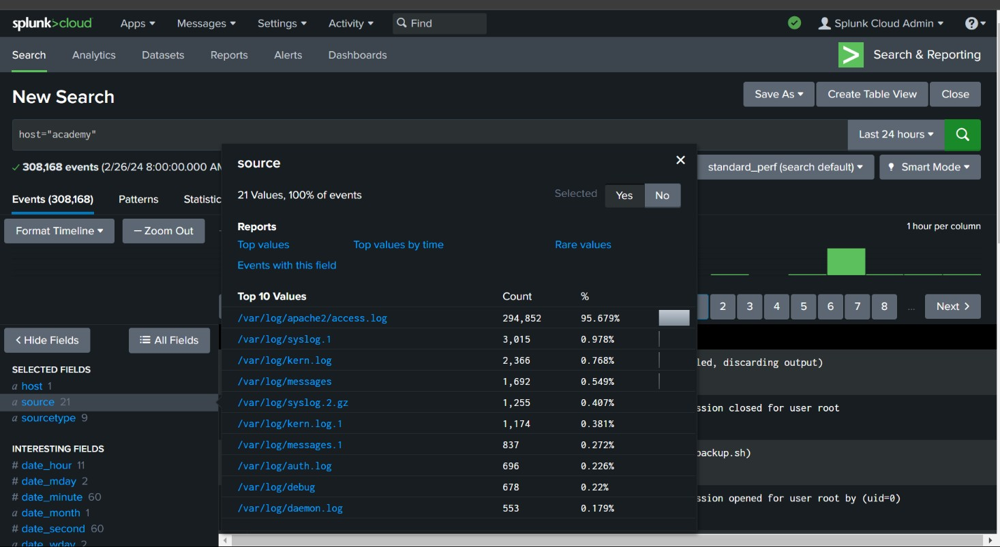 splunk>cloud Apps Messages Settings Activity Find Splunk Cloud Admin ?
Search Analytics Datasets Reports Alerts Dashboards > Search & Reporting
New Search Save As Create Table View Close
host="academy" Last 24 hours
308,168 events (2/26/24 8:00:00.000 AM standard_perf (search default) Smart Mode
source
21 Values, 100% of events Selected Yes No
Events (308,168) Patterns Statistic
Reports
Format Timeline — Zoom Out 1 hour per column
Top values Top values by time Rare values
Events with this field
Top 10 Values Count %
2 3 4 5 6 7 8 ... Next >
/var/log/apache2/access.log 294,852 95.679%
/var/log/syslog.1 3,015 0.978%
/var/log/kern.log 2,366 0.768%
/var/log/messages 1,692 0.549%
/var/log/syslog.2.gz 1,255 0.407%
/var/log/kern.log.1 1,174 0.381%
/var/log/messages.1 837 0.272%
/var/log/auth.log 696 0.226%
/var/log/debug 678 0.22%
/var/log/daemon.log 553 0.179%
< Hide Fields All Fields
SELECTED FIELDS
a host 1
a source 21
a sourcetype 9
INTERESTING FIELDS
# date_hour 11
# date_mday 2
# date_minute 60
a date_month 1
# date_second 60
a date_wday 2
led, discarding output)
ssion closed for user root
backup.sh)
ssion opened for user root by (uid=0)